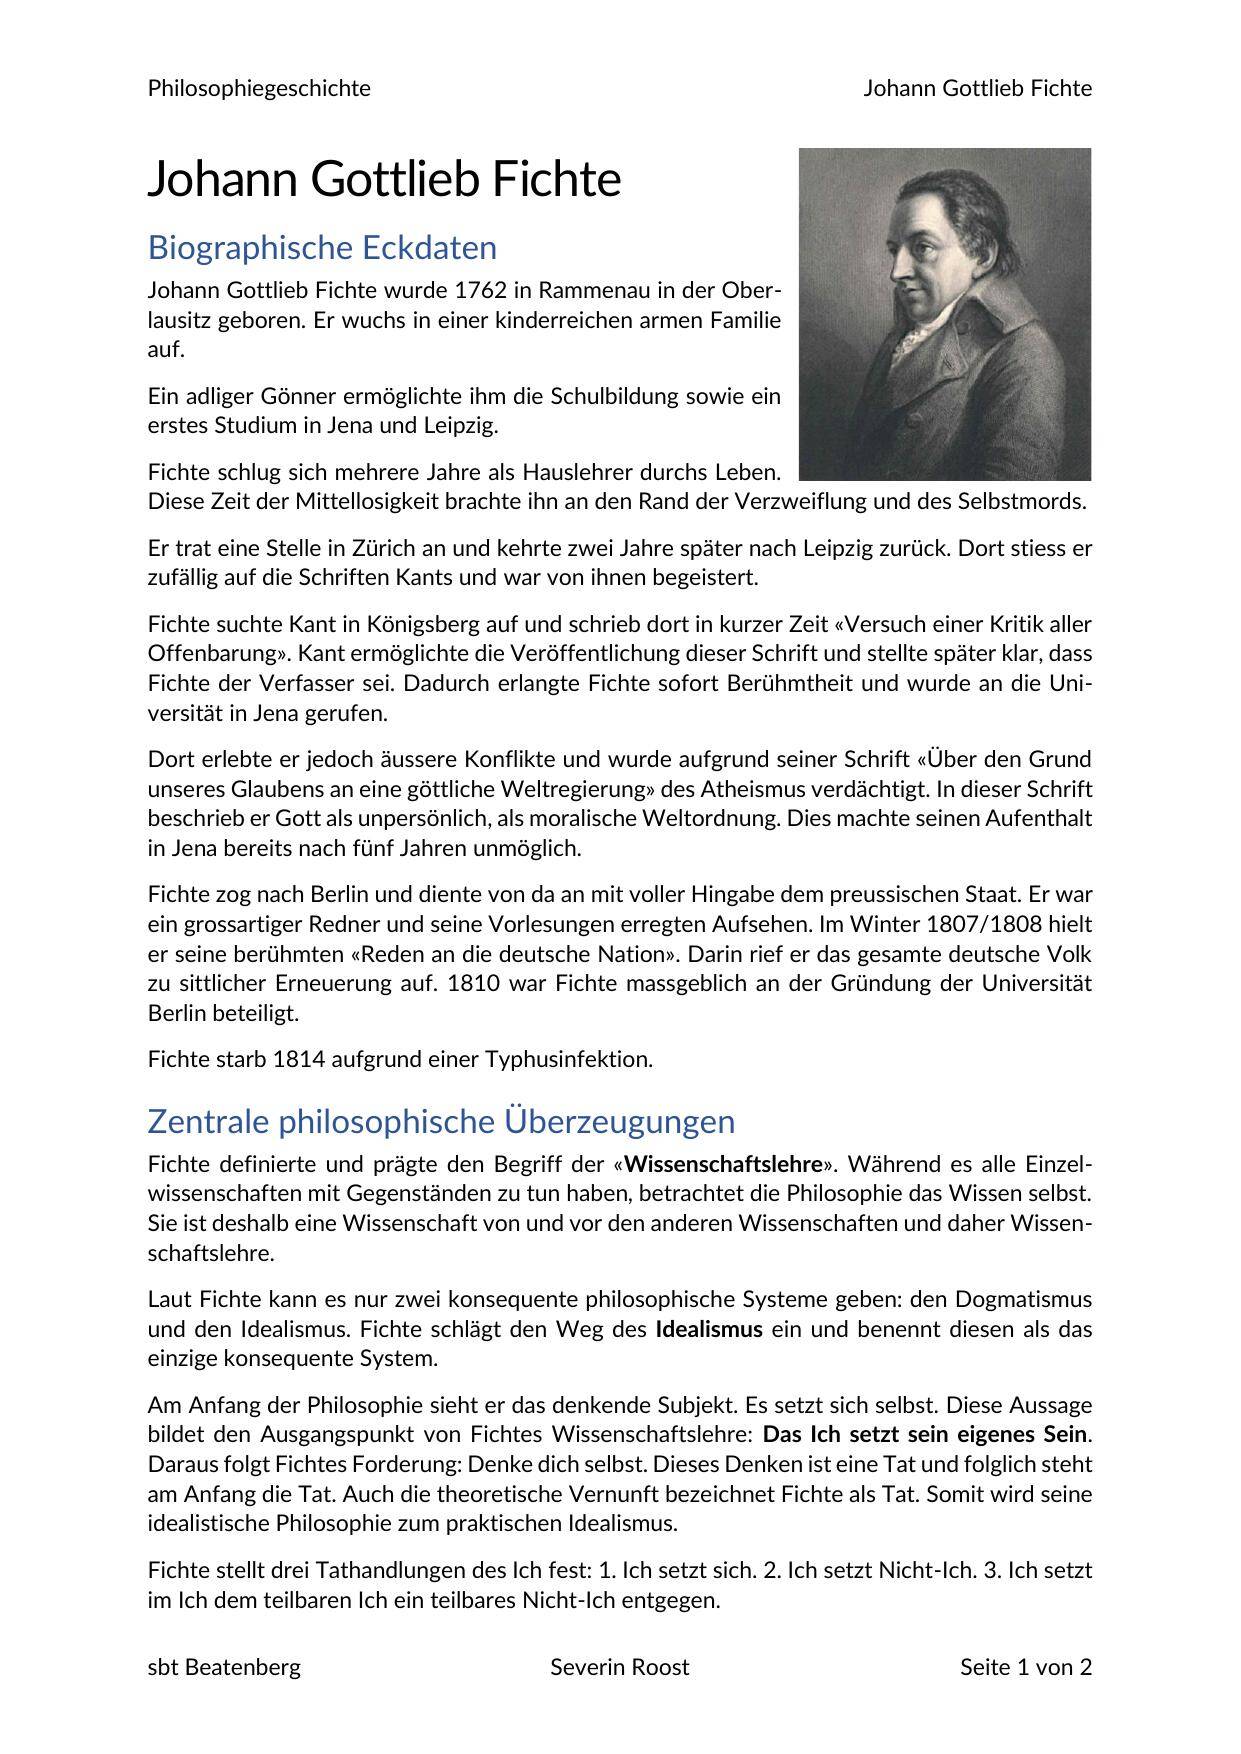 Philosophiegeschichte Johann Gottlieb Fichte
Johann Gottlieb Fichte
Biographische Eckdaten
Johann Gottlieb Fichte wurde 1762 in Rammenau in der Ober-
lausitz geboren. Er wuchs in einer kinderreichen armen Familie
auf.
Ein adliger Gönner ermöglichte ihm die Schulbildung sowie ein
erstes Studium in Jena und Leipzig.
Fichte schlug sich mehrere Jahre als Hauslehrer durchs Leben.
Diese Zeit der Mittellosigkeit brachte ihn an den Rand der Verzweiflung und des Selbstmords.
Er trat eine Stelle in Zürich an und kehrte zwei Jahre später nach Leipzig zurück. Dort stiess er
zufällig auf die Schriften Kants und war von ihnen begeistert.
Fichte suchte Kant in Königsberg auf und schrieb dort in kurzer Zeit «Versuch einer Kritik aller
Offenbarung». Kant ermöglichte die Veröffentlichung dieser Schrift und stellte später klar, dass
Fichte der Verfasser sei. Dadurch erlangte Fichte sofort Berühmtheit und wurde an die Uni-
versität in Jena gerufen.
Dort erlebte er jedoch äussere Konflikte und wurde aufgrund seiner Schrift «Über den Grund
unseres Glaubens an eine göttliche Weltregierung» des Atheismus verdächtigt. In dieser Schrift
beschrieb er Gott als unpersönlich, als moralische Weltordnung. Dies machte seinen Aufenthalt
in Jena bereits nach fünf Jahren unmöglich.
Fichte zog nach Berlin und diente von da an mit voller Hingabe dem preussischen Staat. Er war
ein grossartiger Redner und seine Vorlesungen erregten Aufsehen. Im Winter 1807/1808 hielt
er seine berühmten «Reden an die deutsche Nation». Darin rief er das gesamte deutsche Volk
zu sittlicher Erneuerung auf. 1810 war Fichte massgeblich an der Gründung der Universität
Berlin beteiligt.
Fichte starb 1814 aufgrund einer Typhusinfektion.
Zentrale philosophische Überzeugungen
Fichte definierte und prägte den Begriff der «Wissenschaftslehre». Während es alle Einzel-
wissenschaften mit Gegenständen zu tun haben, betrachtet die Philosophie das Wissen selbst.
Sie ist deshalb eine Wissenschaft von und vor den anderen Wissenschaften und daher Wissen-
schaftslehre.
Laut Fichte kann es nur zwei konsequente philosophische Systeme geben: den Dogmatismus
und den Idealismus. Fichte schlägt den Weg des Idealismus ein und benennt diesen als das
einzige konsequente System.
Am Anfang der Philosophie sieht er das denkende Subjekt. Es setzt sich selbst. Diese Aussage
bildet den Ausgangspunkt von Fichtes Wissenschaftslehre: Das Ich setzt sein eigenes Sein.
Daraus folgt Fichtes Forderung: Denke dich selbst. Dieses Denken ist eine Tat und folglich steht
am Anfang die Tat. Auch die theoretische Vernunft bezeichnet Fichte als Tat. Somit wird seine
idealistische Philosophie zum praktischen Idealismus.
Fichte stellt drei Tathandlungen des Ich fest: 1. Ich setzt sich. 2. Ich setzt Nicht-Ich. 3. Ich setzt
im Ich dem teilbaren Ich ein teilbares Nicht-Ich entgegen.
sbt Beatenberg Severin Roost Seite 1 von 2